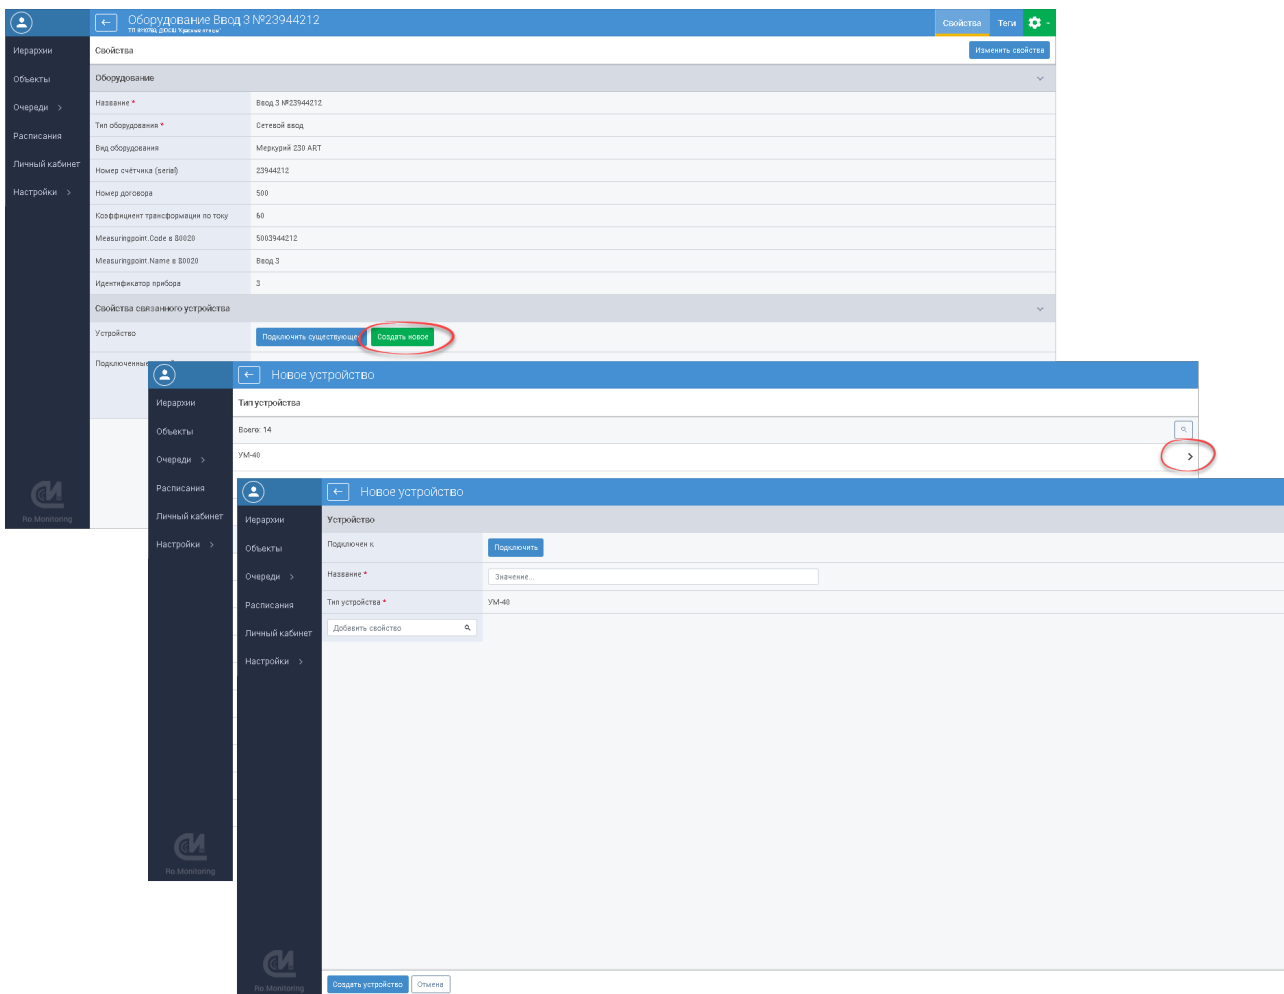 Оборудование Ввод 3 №23944212
Свойства
Теги
Иерархии
Объекты
Очереди
Расписания
Личный кабинет
Настройки
Ro.Monitoring
Свойства
Изменить свойства
Оборудование
Название *
Ввод 3 №23944212
Тип оборудования *
Сетевой ввод
Вид оборудования
Меркурий 230 ART
Номер счётчика (serial)
23944212
Номер договора
500
Коэффициент трансформации по току
60
Measuringpoint.Code в 80020
5003944212
Measuringpoint.Name в 80020
Ввод 3
Идентификатор прибора
3
Свойства связанного устройства
Устройство
Подключить существующе
Создать новое
Подключенные
Новое устройство
Иерархии
Объекты
Очереди
Расписания
Личный кабинет
Настройки
Ro.Monitoring
Тип устройства
Всего: 14
УМ-40
Новое устройство
Иерархии
Объекты
Очереди
Расписания
Личный кабинет
Настройки
Ro.Monitoring
Устройство
Подключен к
Подключить
Название *
Значение...
Тип устройства *
УМ-40
Добавить свойство
Создать устройство
Отмена